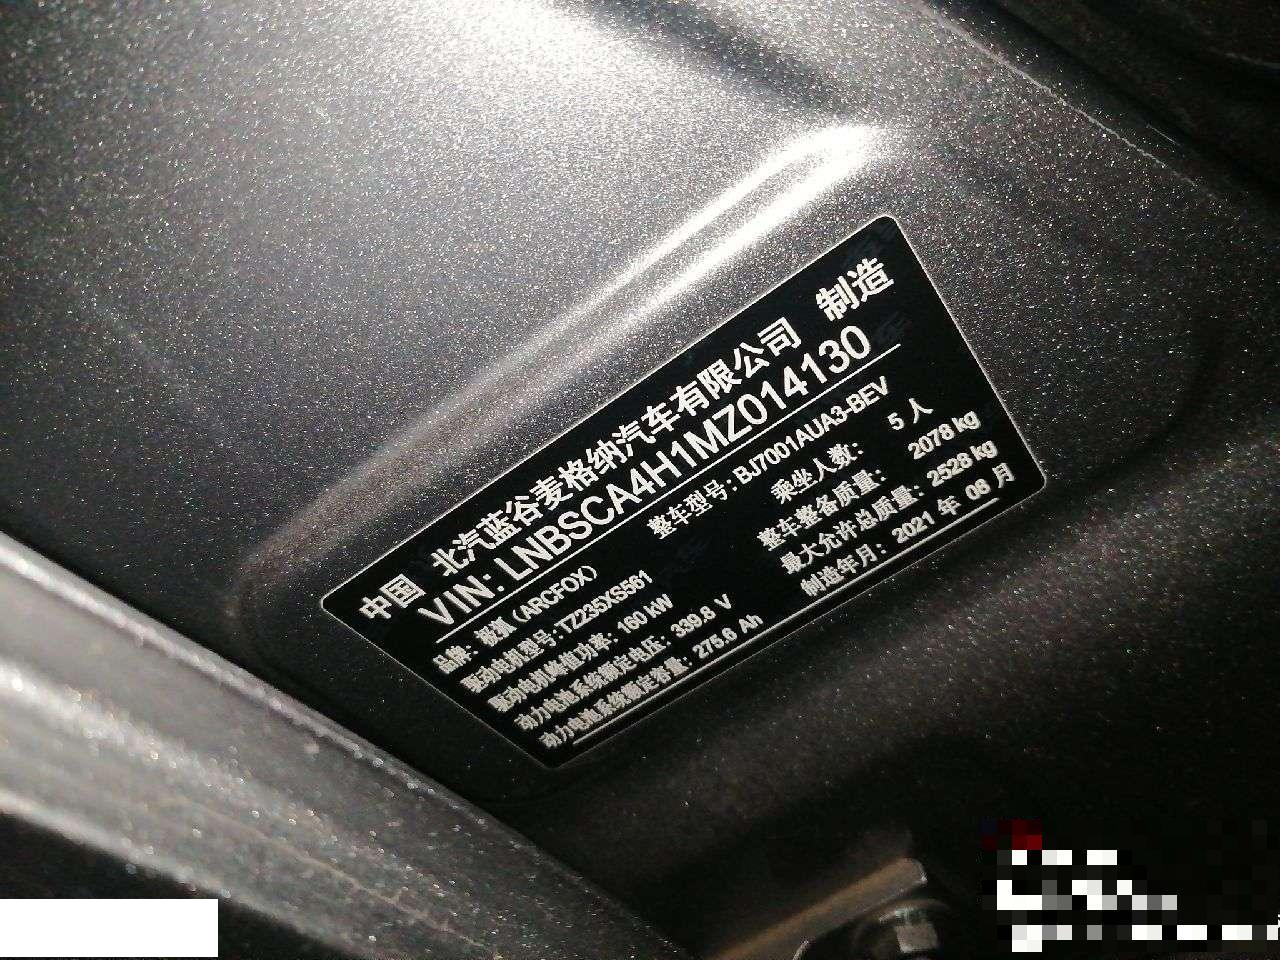 中国 北汽蓝谷麦格纳汽车有限公司 制造
VIN: LNBSCA4H1MZ014130
品牌: 极狐（ARCFOX） 整车型号: BJ7001AUA3-BEV
驱动电机型号: TZ235XS561 乘坐人数: 5 人
驱动电机峰值功率: 160 kW 整车整备质量: 2078 kg
动力电池系统额定电压: 339.8 V 最大允许总质量: 2528 kg
动力电池系统额定容量: 275.6 Ah 制造年月: 2021 年 06 月